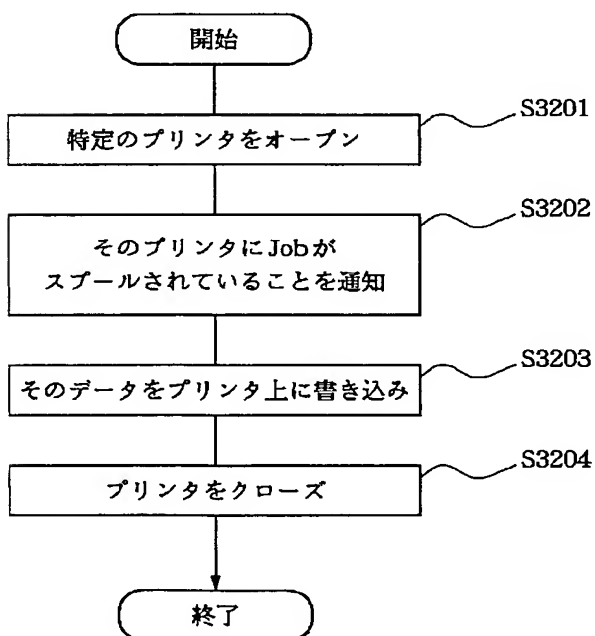 開始
特定のプリンタをオープン
S3201
そのプリンタにJobが
スプールされていることを通知
S3202
そのデータをプリンタ上に書き込み
S3203
プリンタをクローズ
S3204
終了